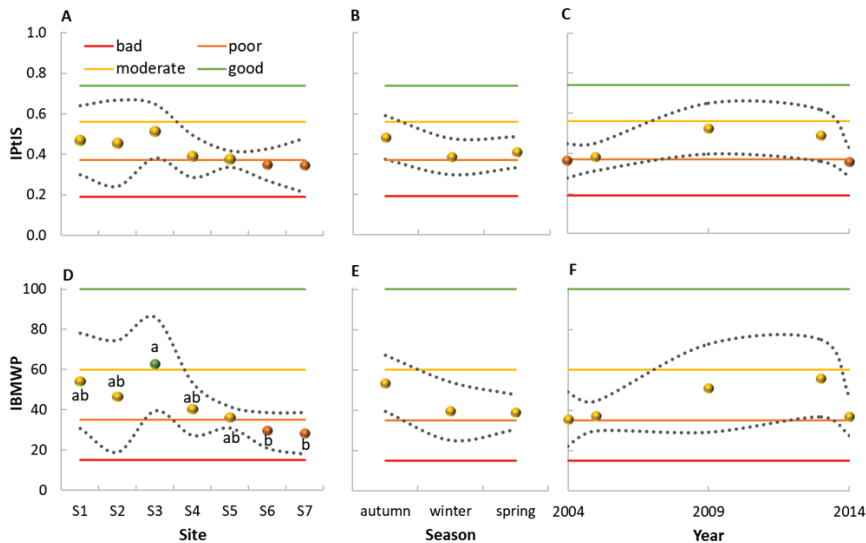 A B C
1.0
bad poor
moderate good
0.8
0.6
0.4
0.2
0.0
IPtIS
D E F
100
80
60
40
20
0
IBMWP
a
ab ab ab ab b b
S1 S2 S3 S4 S5 S6 S7
autumn winter spring
2004 2009 2014
Site Season Year